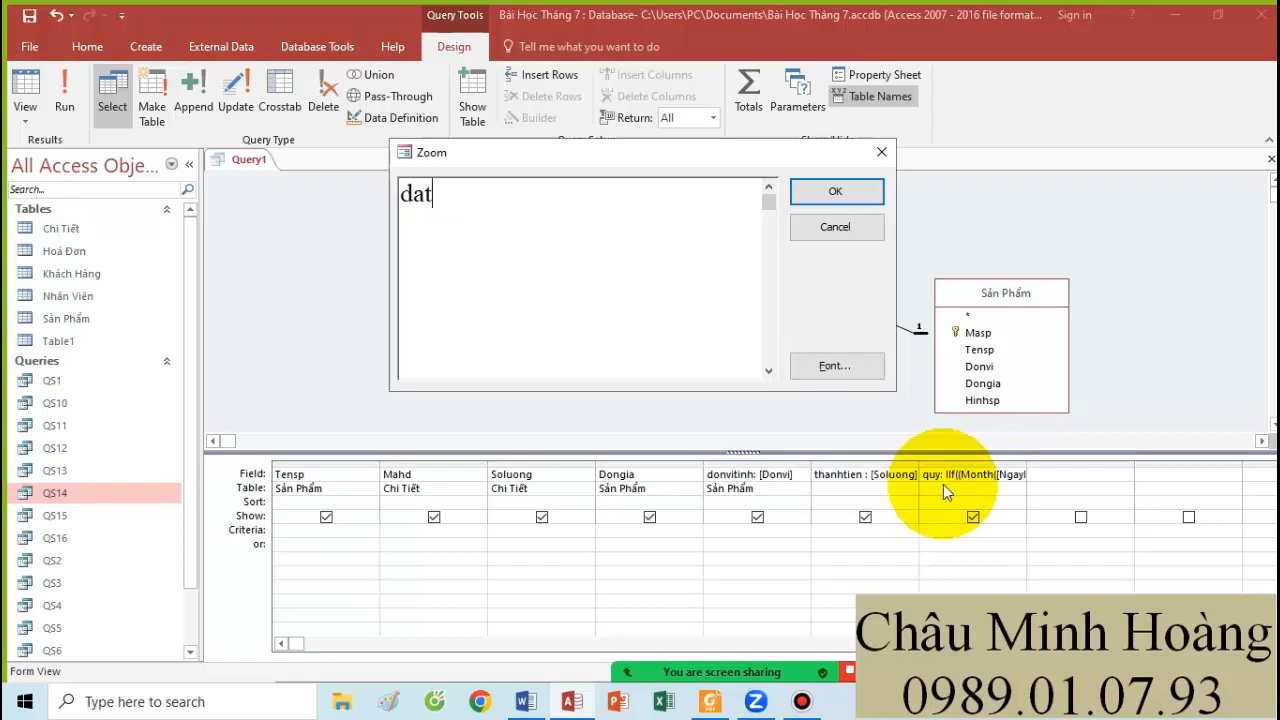 Query Tools
Bài Học Tháng 7 : Database- C:\Users\PC\Documents\Bài Học Tháng 7.accdb (Access 2007 - 2016 file format...
Sign in
File
Home
Create
External Data
Database Tools
Help
Design
Tell me what you want to do
View
Run
Select
Make Table
Append
Update
Crosstab
Delete
Union
Pass-Through
Data Definition
Show Table
Insert Rows
Delete Rows
Builder
Insert Columns
Delete Columns
Return: All
Totals
Parameters
Property Sheet
Table Names
Results
Query Type
All Access Obje...
Search...
Tables
Chi Tiết
Hoá Đơn
Khách Hàng
Nhân Viên
Sản Phẩm
Table1
Queries
QS1
QS10
QS11
QS12
QS13
QS14
QS15
QS16
QS2
QS3
QS4
QS5
QS6
Query1
Zoom
dat
OK
Cancel
Font...
Sản Phẩm
*
Masp
Tensp
Donvi
Dongia
Hinhsp
1
Field: Tensp Mahd Soluong Dongia donvitinh: [Donvi] thanhtien : [Soluong] quy: IIf((Month([Ngayl
Table: Sản Phẩm Chi Tiết Chi Tiết Sản Phẩm Sản Phẩm
Sort:
Show:
Criteria:
or:
Châu Minh Hoàng
0989.01.07.93
Form View
You are screen sharing
Type here to search